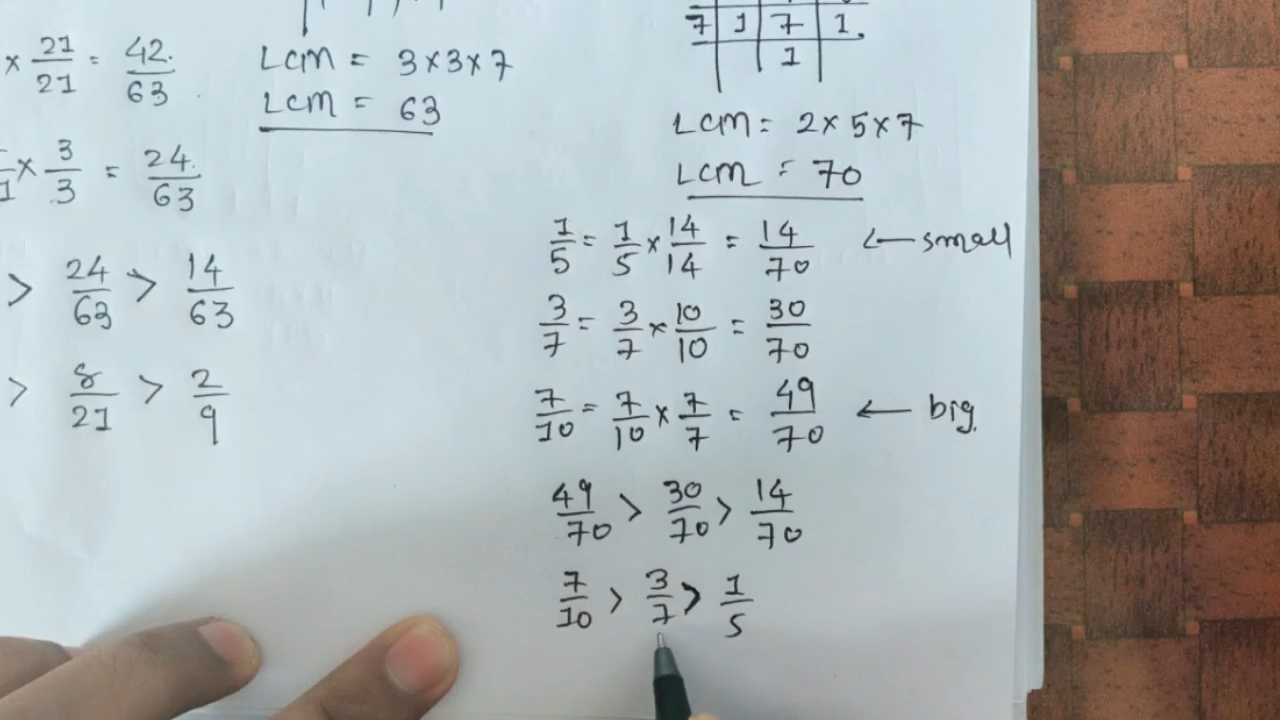 × 21/21 = 42/63
/1 × 3/3 = 24/63
> 24/63 > 14/63
> 8/21 > 2/9
LCM = 3×3×7
LCM = 63
7 1 7 1
1
LCM = 2×5×7
LCM = 70
1/5 = 1/5 × 14/14 = 14/70 ← small
3/7 = 3/7 × 10/10 = 30/70
7/10 = 7/10 × 7/7 = 49/70 ← big
49/70 > 30/70 > 14/70
7/10 > 3/7 > 1/5